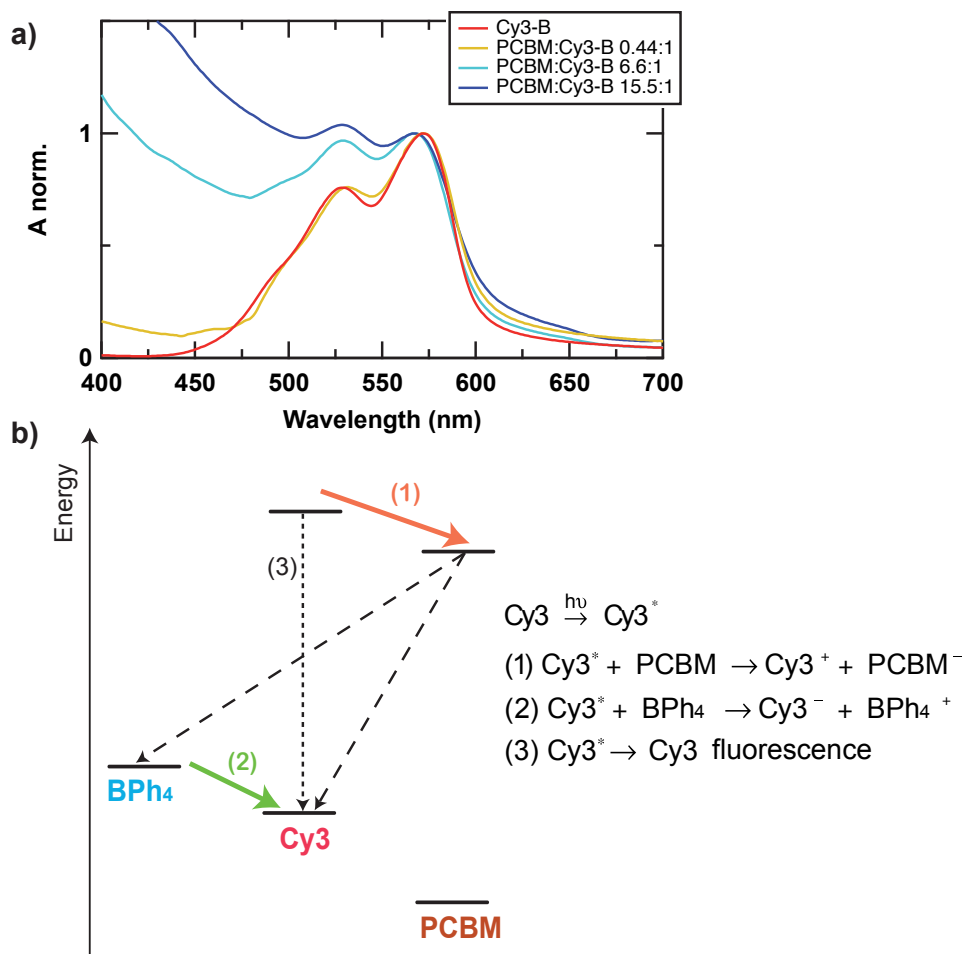 a)
Cy3-B
PCBM:Cy3-B 0.44:1
PCBM:Cy3-B 6.6:1
PCBM:Cy3-B 15.5:1
1
A norm.
0
400 450 500 550 600 650 700
Wavelength (nm)
b)
Energy
(1)
(3)
(2)
BPh4
Cy3
PCBM
hυ
Cy3 → Cy3*
(1) Cy3* + PCBM → Cy3+ + PCBM−
(2) Cy3* + BPh4 → Cy3− + BPh4+
(3) Cy3* → Cy3 fluorescence